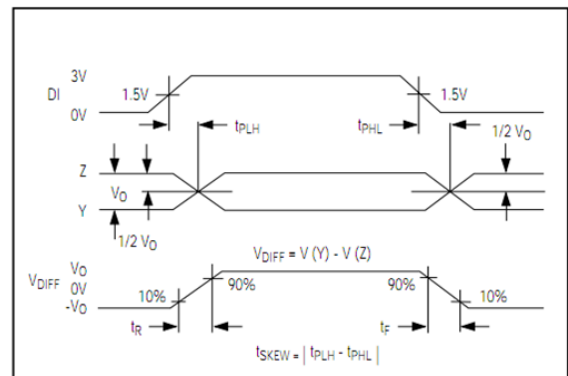 3V
DI
1.5V
1.5V
0V
tPLH
tPHL
1/2 VO
Z
VO
Y
1/2 VO
VDIFF = V (Y) - V (Z)
VO
VDIFF 0V
-VO
10%
90%
90%
10%
tR
tF
tSKEW = | tPLH - tPHL |